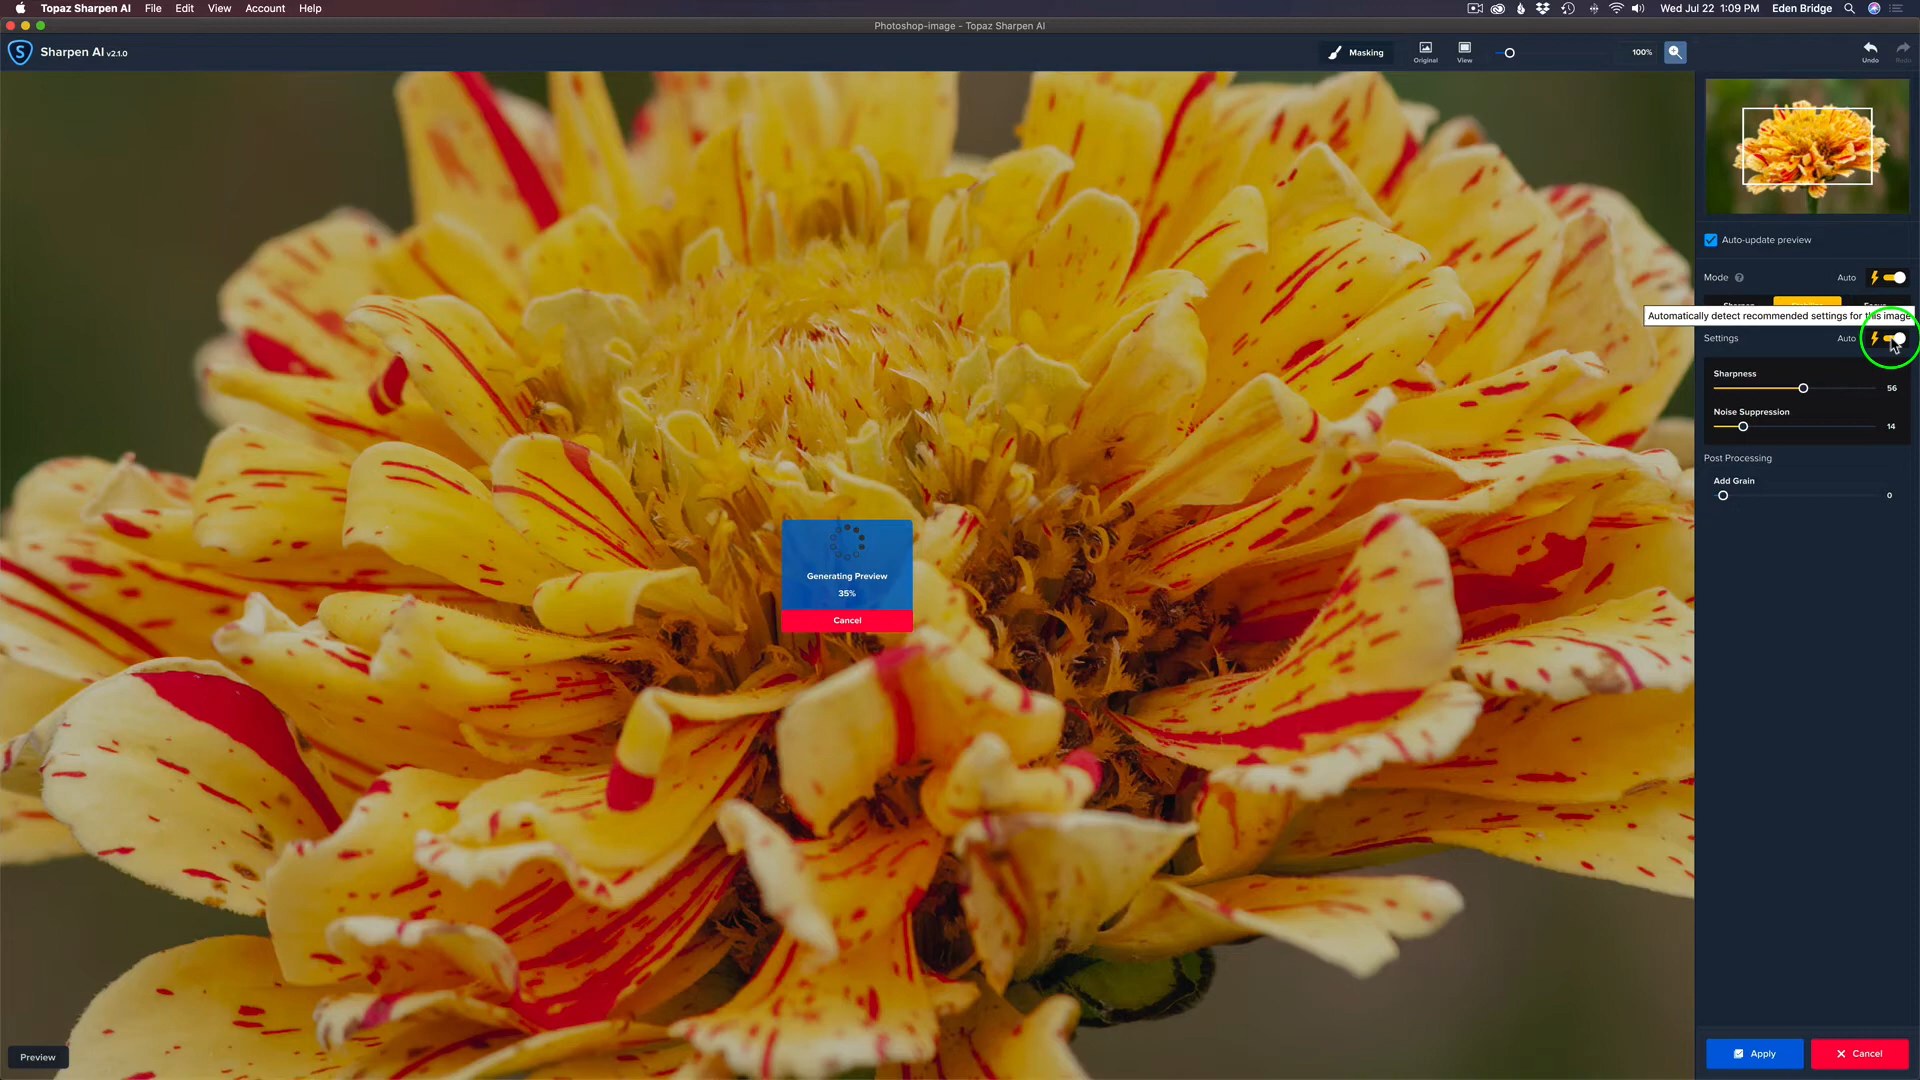 Topaz Sharpen AI File Edit View Account Help Wed Jul 22 1:09 PM Eden Bridge
Photoshop-image - Topaz Sharpen AI
Sharpen AI v2.1.0 Masking Original View 100% Undo Redo
Auto-update preview
Mode Auto
Sharpen Stabilize Focus
Automatically detect recommended settings for this image
Settings Auto
Sharpness
56
Noise Suppression
14
Post Processing
Add Grain
0
Generating Preview
35%
Cancel
Preview
Apply Cancel